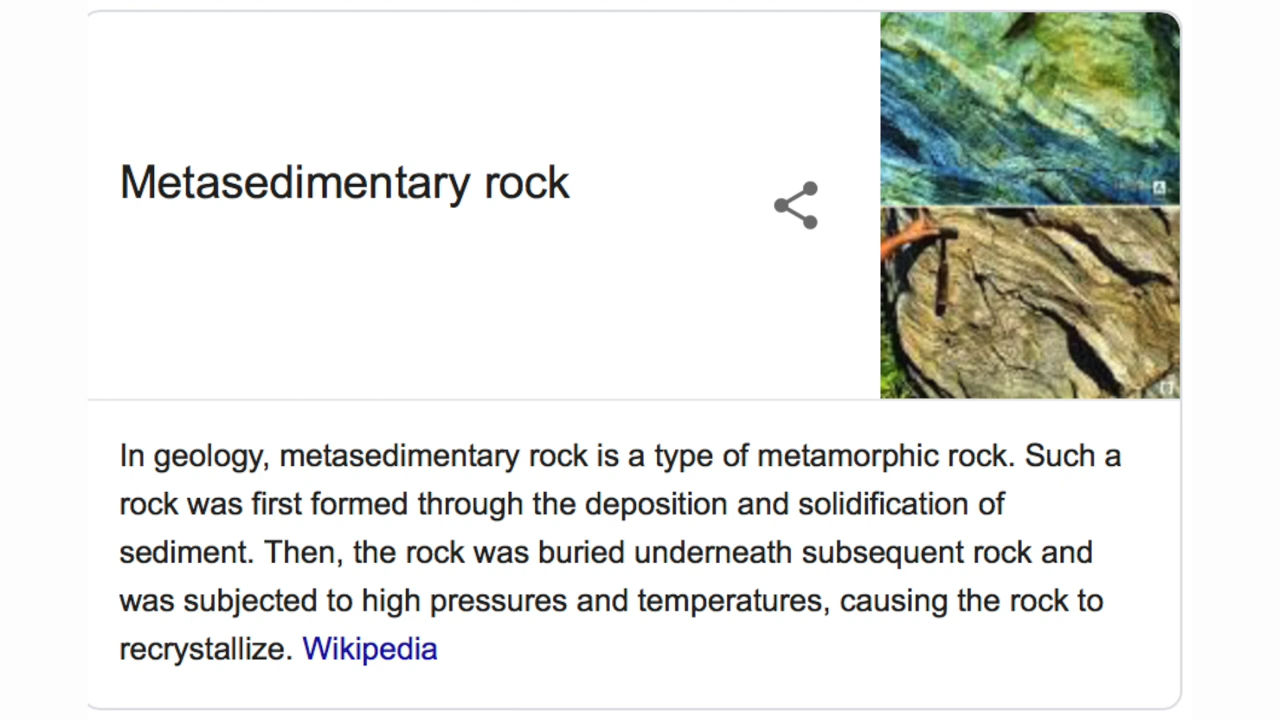 Metasedimentary rock
In geology, metasedimentary rock is a type of metamorphic rock. Such a
rock was first formed through the deposition and solidification of
sediment. Then, the rock was buried underneath subsequent rock and
was subjected to high pressures and temperatures, causing the rock to
recrystallize. Wikipedia